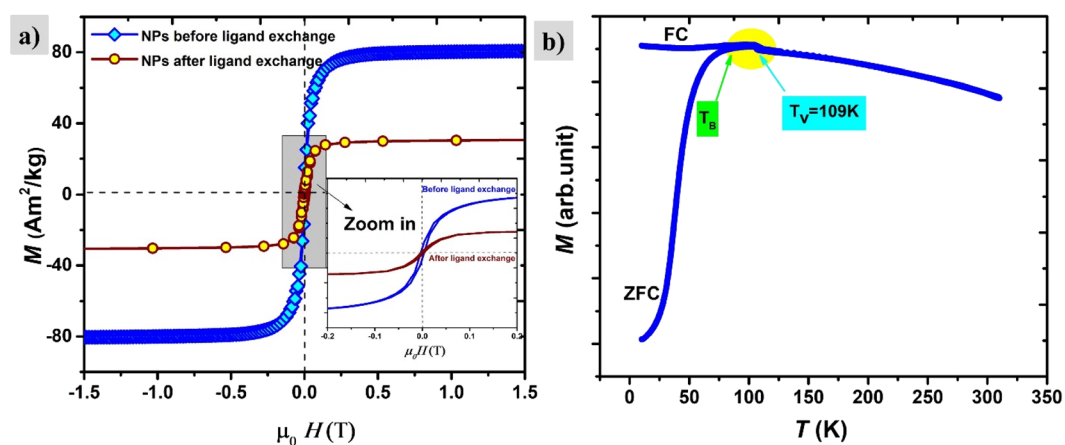 a)
NPs before ligand exchange
NPs after ligand exchange
M (Am²/kg)
80
40
0
-40
-80
-1.5 -1.0 -0.5 0.0 0.5 1.0 1.5
μ₀ H(T)
Zoom in
Before ligand exchange
After ligand exchange
-0.2 -0.1 0.0 0.1 0.2
μ₀H(T)
b)
FC
ZFC
T_B
T_V=109K
M (arb.unit)
0 50 100 150 200 250 300 350
T (K)